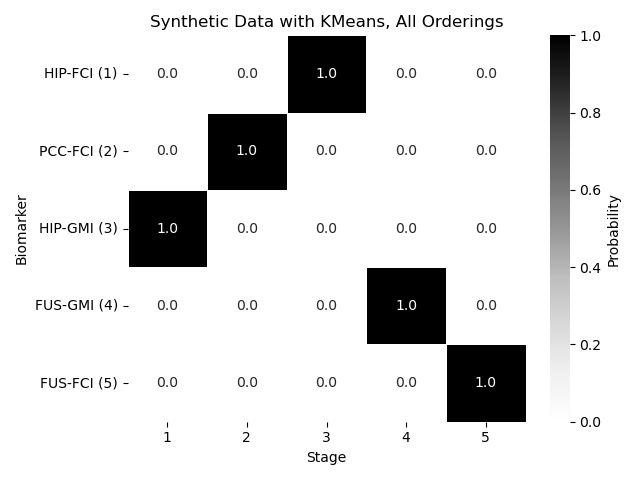 Synthetic Data with KMeans, All Orderings
HIP-FCI (1) 0.0 0.0 1.0 0.0 0.0
PCC-FCI (2) 0.0 1.0 0.0 0.0 0.0
HIP-GMI (3) 1.0 0.0 0.0 0.0 0.0
FUS-GMI (4) 0.0 0.0 0.0 1.0 0.0
FUS-FCI (5) 0.0 0.0 0.0 0.0 1.0
1 2 3 4 5
Stage
Biomarker
1.0
0.8
0.6
0.4
0.2
0.0
Probability